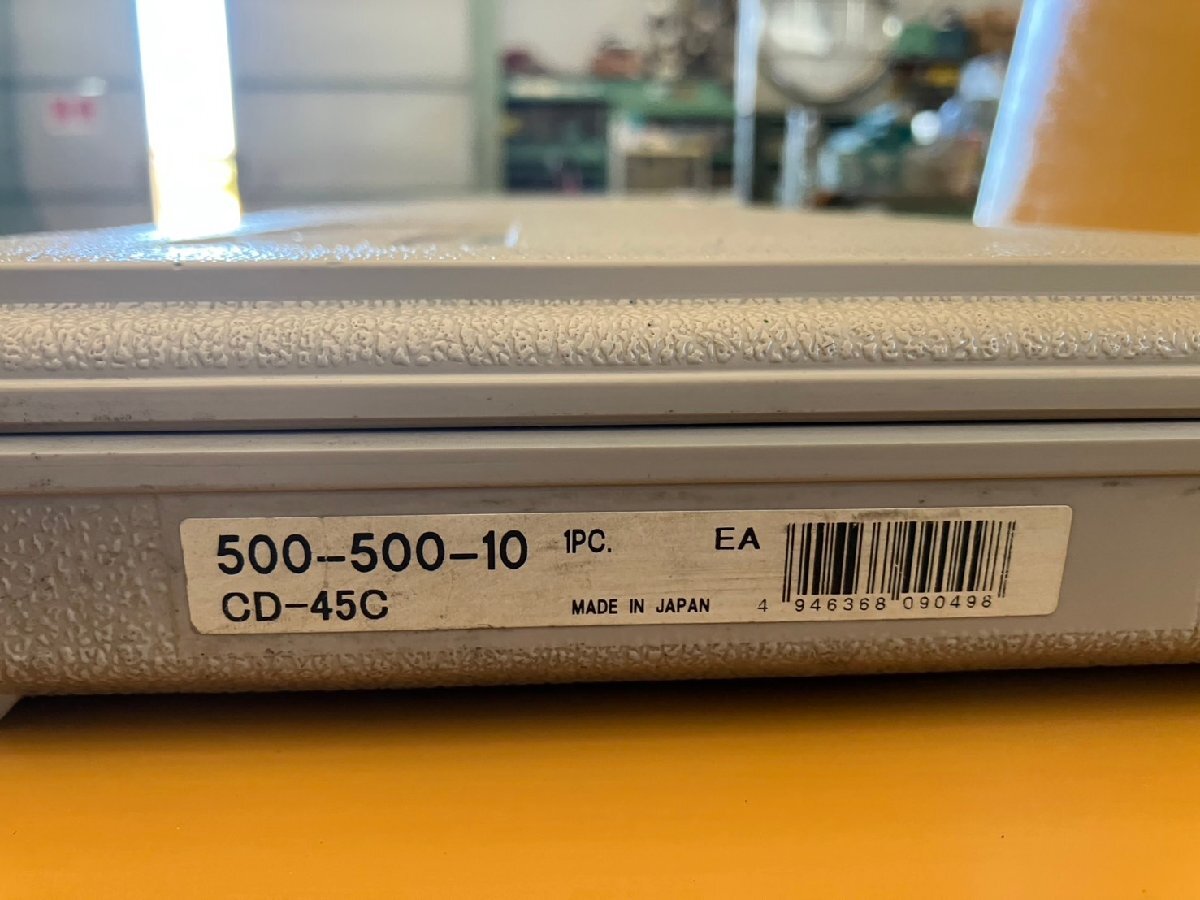 500-500-10 1PC. EA
CD-45C MADE IN JAPAN 4 946368 090498